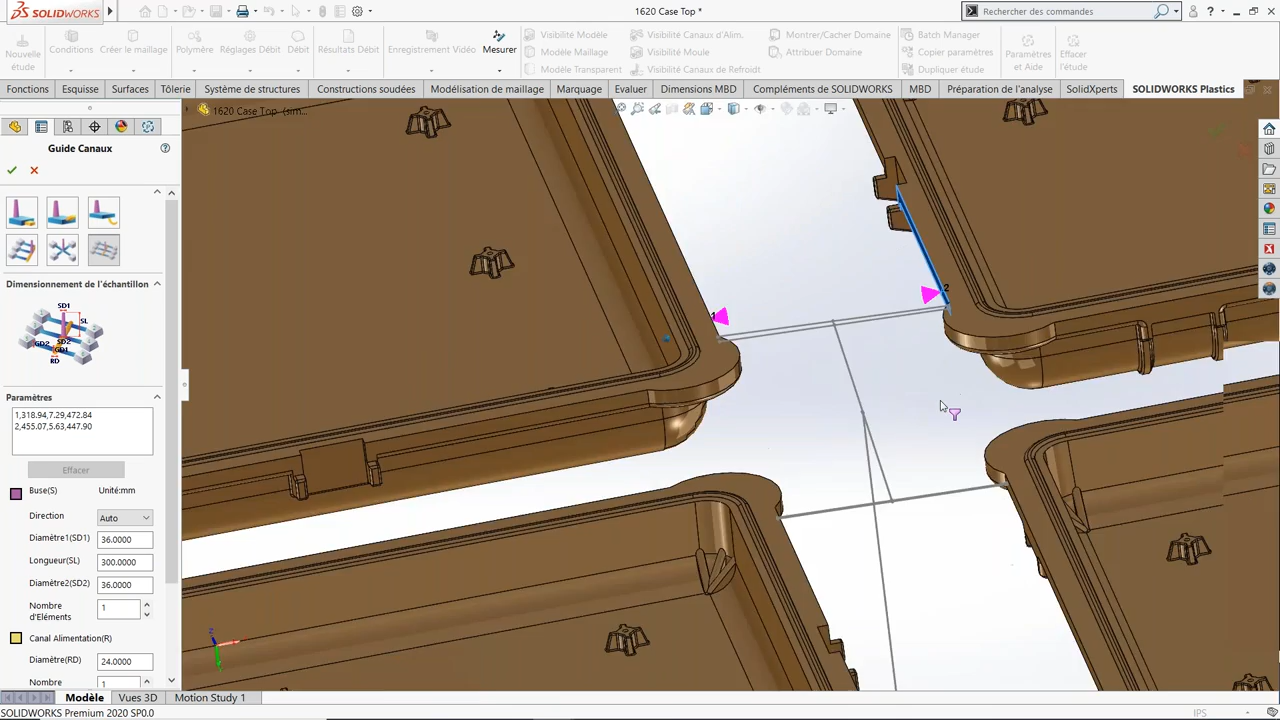 SOLIDWORKS
1620 Case Top *
Rechercher des commandes
Nouvelle étude
Conditions
Créer le maillage
Polymère
Réglages Débit
Débit
Résultats Débit
Enregistrement Vidéo
Mesurer
Visibilité Modèle
Visibilité Canaux d'Alim.
Montrer/Cacher Domaine
Batch Manager
Paramètres et Aide
Effacer l'étude
Modèle Maillage
Visibilité Moule
Attribuer Domaine
Copier paramètres
Modèle Transparent
Visibilité Canaux de Refroidt
Dupliquer étude
Fonctions
Esquisse
Surfaces
Tôlerie
Système de structures
Constructions soudées
Modélisation de maillage
Marquage
Evaluer
Dimensions MBD
Compléments de SOLIDWORKS
MBD
Préparation de l'analyse
SolidXperts
SOLIDWORKS Plastics
1620 Case Top (sim...
Guide Canaux
Dimensionnement de l'échantillon
SD1
SL
SD2
GD2
GD1
RD
Paramètres
1,318.94,7.29,472.84
2,455.07,5.63,447.90
Effacer
Buse(S) Unité:mm
Direction Auto
Diamètre1(SD1) 36.0000
Longueur(SL) 300.0000
Diamètre2(SD2) 36.0000
Nombre d'Eléments 1
Canal Alimentation(R)
Diamètre(RD) 24.0000
Nombre 1
1
2
Modèle
Vues 3D
Motion Study 1
SOLIDWORKS Premium 2020 SP0.0
IPS